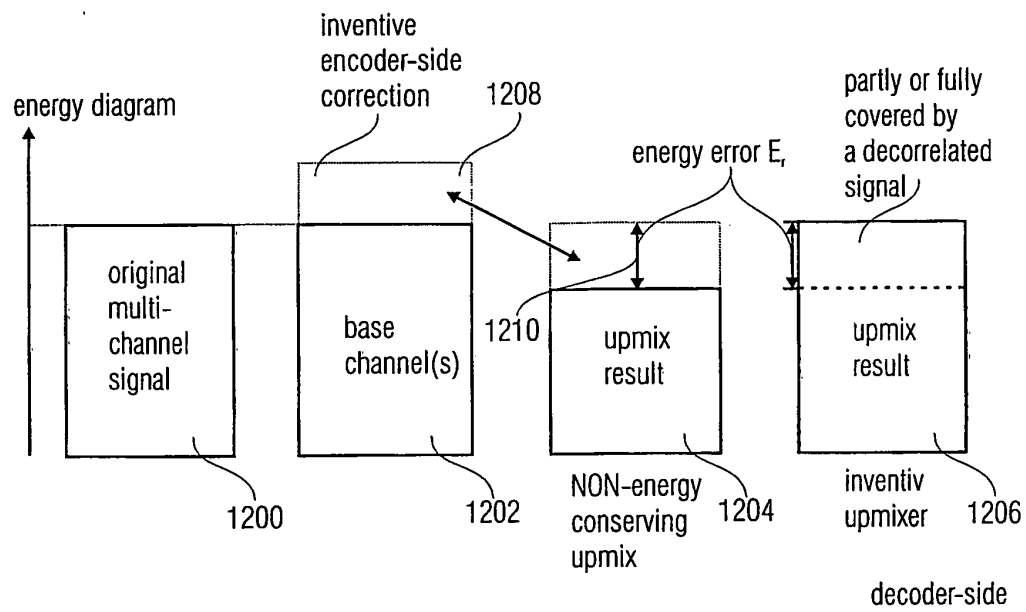 inventive
encoder-side
correction
1208
energy diagram
energy error Er
partly or fully
covered by
a decorrelated
signal
original
multi-
channel
signal
base
channel(s)
1210
upmix
result
upmix
result
1200
1202
NON-energy
conserving
upmix
1204
inventiv
upmixer
1206
decoder-side